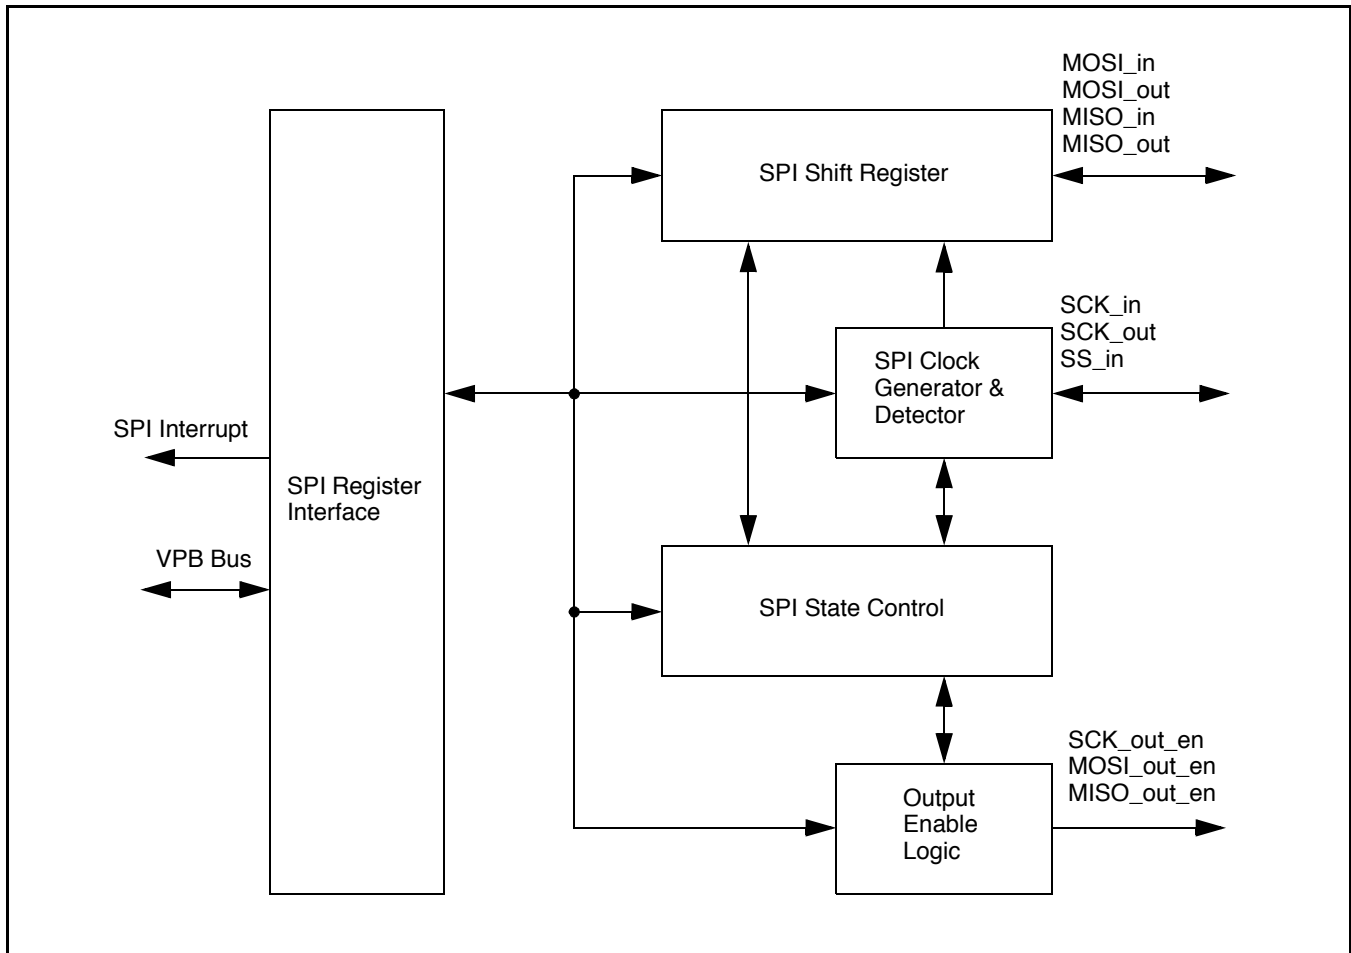 MOSI_in
MOSI_out
MISO_in
MISO_out
SPI Shift Register
SCK_in
SCK_out
SS_in
SPI Clock
Generator &
Detector
SPI Interrupt
SPI Register
Interface
VPB Bus
SPI State Control
SCK_out_en
MOSI_out_en
MISO_out_en
Output
Enable
Logic